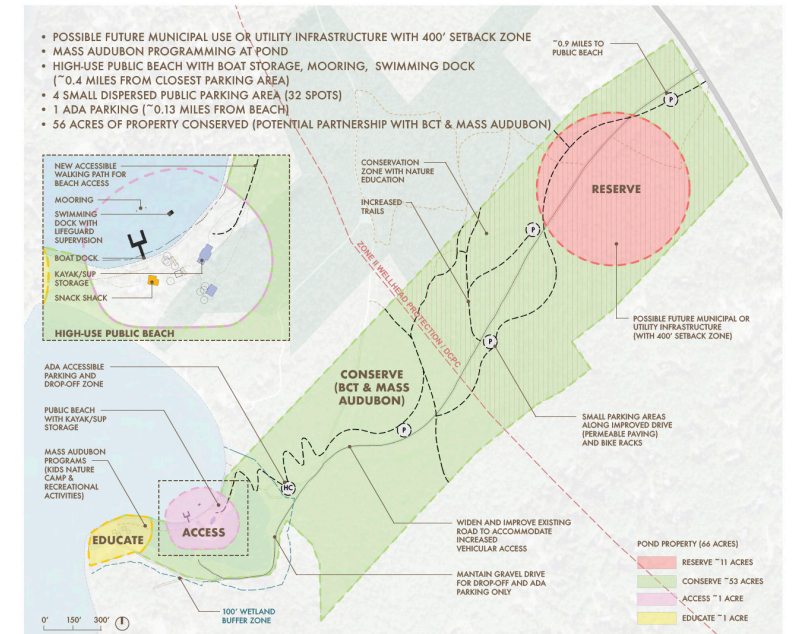 • POSSIBLE FUTURE MUNICIPAL USE OR UTILITY INFRASTRUCTURE WITH 400' SETBACK ZONE
• MASS AUDUBON PROGRAMMING AT POND
• HIGH-USE PUBLIC BEACH WITH BOAT STORAGE, MOORING, SWIMMING DOCK
(~0.4 MILES FROM CLOSEST PARKING AREA)
• 4 SMALL DISPERSED PUBLIC PARKING AREA (32 SPOTS)
• 1 ADA PARKING (~0.13 MILES FROM BEACH)
• 56 ACRES OF PROPERTY CONSERVED (POTENTIAL PARTNERSHIP WITH BCT & MASS AUDUBON)
~0.9 MILES TO
PUBLIC BEACH
P
NEW ACCESSIBLE
WALKING PATH FOR
BEACH ACCESS
MOORING
SWIMMING
DOCK WITH
LIFEGUARD
SUPERVISION
BOAT DOCK
KAYAK/SUP
STORAGE
SNACK SHACK
HIGH-USE PUBLIC BEACH
CONSERVATION
ZONE WITH NATURE
EDUCATION
INCREASED
TRAILS
RESERVE
P
ZONE II WELLHEAD PROTECTION / DCPC
POSSIBLE FUTURE MUNICIPAL OR
UTILITY INFRASTRUCTURE
(WITH 400' SETBACK ZONE)
P
ADA ACCESSIBLE
PARKING AND
DROP-OFF ZONE
CONSERVE
(BCT & MASS
AUDUBON)
PUBLIC BEACH
WITH KAYAK/SUP
STORAGE
P
SMALL PARKING AREAS
ALONG IMPROVED DRIVE
(PERMEABLE PAVING)
AND BIKE RACKS
MASS AUDUBON
PROGRAMS
(KIDS NATURE
CAMP &
RECREATIONAL
ACTIVITIES)
HC
EDUCATE
ACCESS
WIDEN AND IMPROVE EXISTING
ROAD TO ACCOMMODATE
INCREASED
VEHICULAR ACCESS
MANTAIN GRAVEL DRIVE
FOR DROP-OFF AND ADA
PARKING ONLY
100' WETLAND
BUFFER ZONE
POND PROPERTY (66 ACRES)
RESERVE ~11 ACRES
CONSERVE ~53 ACRES
ACCESS ~1 ACRE
EDUCATE ~1 ACRE
0' 150' 300'